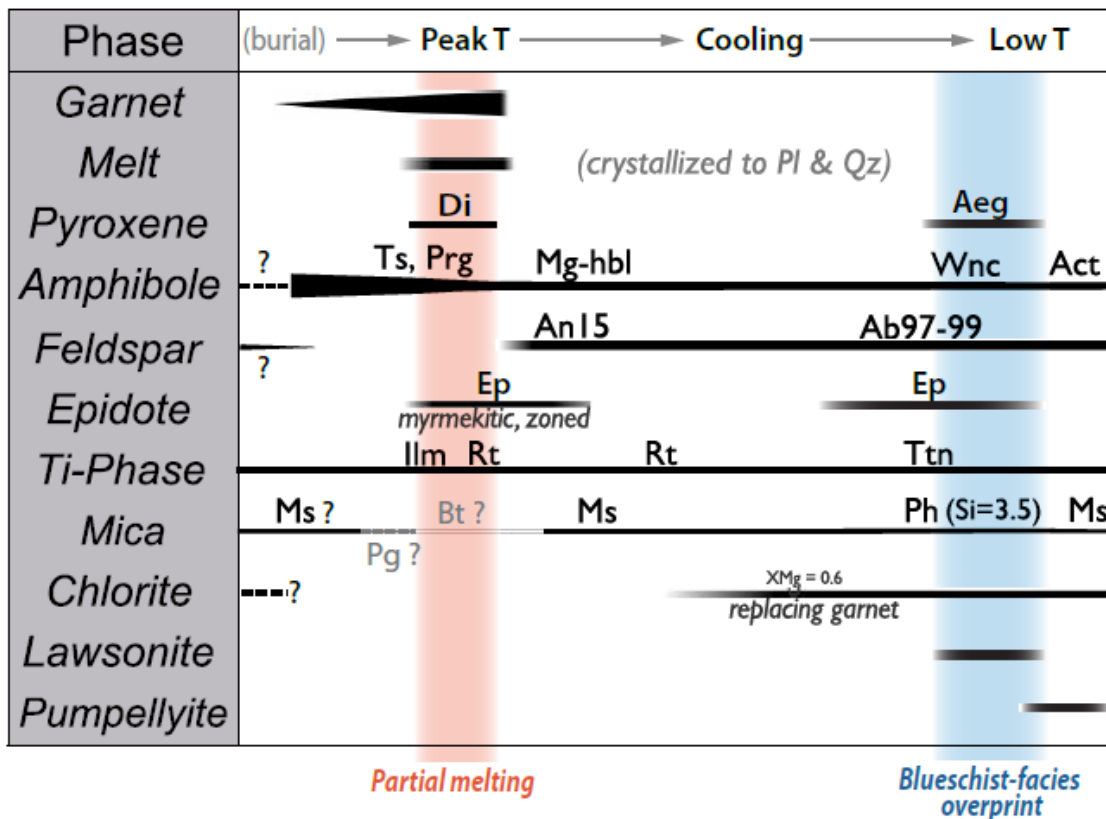 Phase (burial) Peak T Cooling Low T
Garnet
Melt (crystallized to Pl & Qz)
Pyroxene Di Aeg
Amphibole ? Ts, Prg Mg-hbl Wnc Act
Feldspar ? An15 Ab97-99
Epidote Ep myrmekitic, zoned Ep
Ti-Phase Ilm Rt Rt Ttn
Mica Ms ? Pg ? Bt ? Ms Ph (Si=3.5) Ms
Chlorite ? XMg = 0.6 replacing garnet
Lawsonite
Pumpellyite
Partial melting
Blueschist-facies
overprint